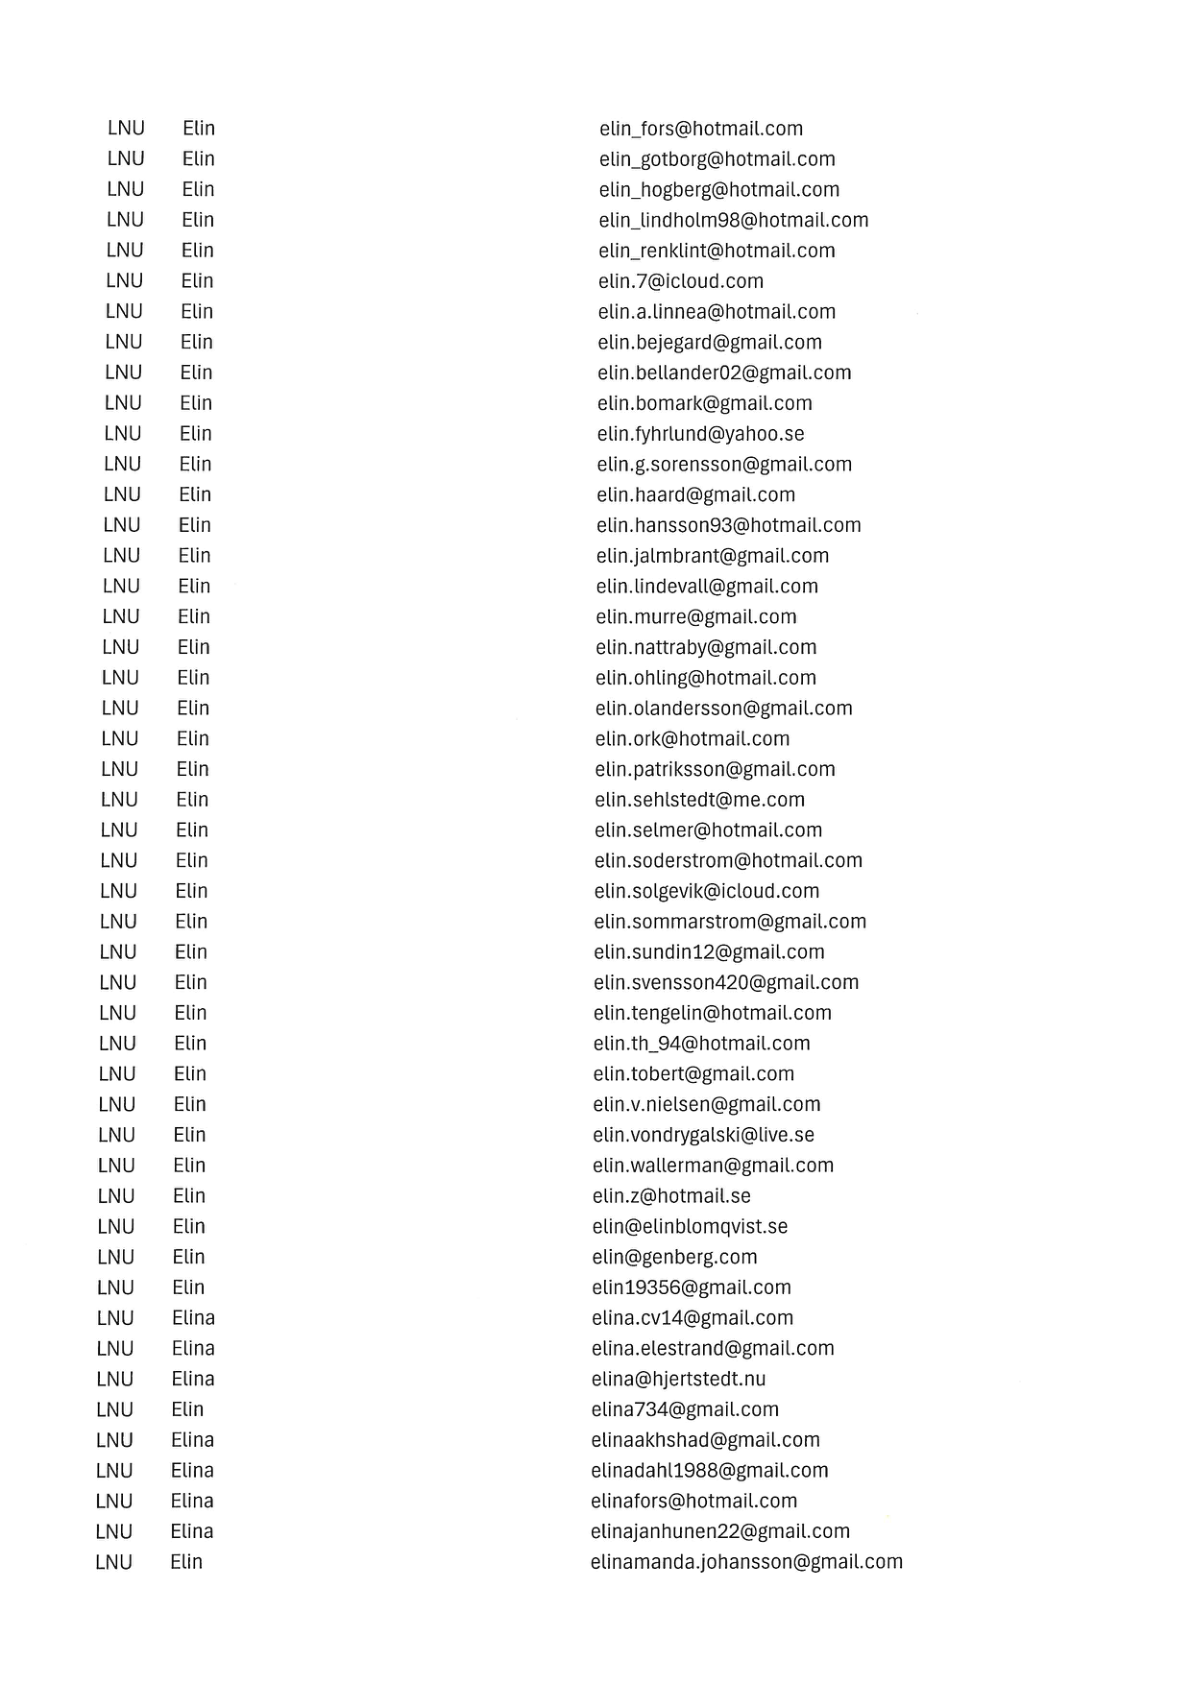 LNU Elin elin_fors@hotmail.com
LNU Elin elin_gotborg@hotmail.com
LNU Elin elin_hogberg@hotmail.com
LNU Elin elin_lindholm98@hotmail.com
LNU Elin elin_renklint@hotmail.com
LNU Elin elin.7@icloud.com
LNU Elin elin.a.linnea@hotmail.com
LNU Elin elin.bejegard@gmail.com
LNU Elin elin.bellander02@gmail.com
LNU Elin elin.bomark@gmail.com
LNU Elin elin.fyhrlund@yahoo.se
LNU Elin elin.g.sorensson@gmail.com
LNU Elin elin.haard@gmail.com
LNU Elin elin.hansson93@hotmail.com
LNU Elin elin.jalmbrant@gmail.com
LNU Elin elin.lindevall@gmail.com
LNU Elin elin.murre@gmail.com
LNU Elin elin.nattraby@gmail.com
LNU Elin elin.ohling@hotmail.com
LNU Elin elin.olandersson@gmail.com
LNU Elin elin.ork@hotmail.com
LNU Elin elin.patriksson@gmail.com
LNU Elin elin.sehlstedt@me.com
LNU Elin elin.selmer@hotmail.com
LNU Elin elin.soderstrom@hotmail.com
LNU Elin elin.solgevik@icloud.com
LNU Elin elin.sommarstrom@gmail.com
LNU Elin elin.sundin12@gmail.com
LNU Elin elin.svensson420@gmail.com
LNU Elin elin.tengelin@hotmail.com
LNU Elin elin.th_94@hotmail.com
LNU Elin elin.tobert@gmail.com
LNU Elin elin.v.nielsen@gmail.com
LNU Elin elin.vondrygalski@live.se
LNU Elin elin.wallerman@gmail.com
LNU Elin elin.z@hotmail.se
LNU Elin elin@elinblomqvist.se
LNU Elin elin@genberg.com
LNU Elin elin19356@gmail.com
LNU Elina elina.cv14@gmail.com
LNU Elina elina.elestrand@gmail.com
LNU Elina elina@hjertstedt.nu
LNU Elin elina734@gmail.com
LNU Elina elinaakhshad@gmail.com
LNU Elina elinadahl1988@gmail.com
LNU Elina elinafors@hotmail.com
LNU Elina elinajanhunen22@gmail.com
LNU Elin elinamanda.johansson@gmail.com